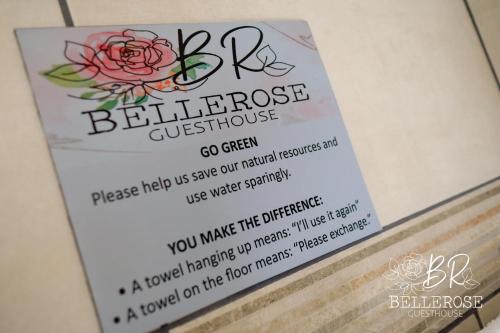 BR
BELLEROSE
GUESTHOUSE
GO GREEN
Please help us save our natural resources and
use water sparingly.
YOU MAKE THE DIFFERENCE:
• A towel hanging up means: "I'll use it again"
• A towel on the floor means: "Please exchange."
BR
BELLEROSE
GUESTHOUSE